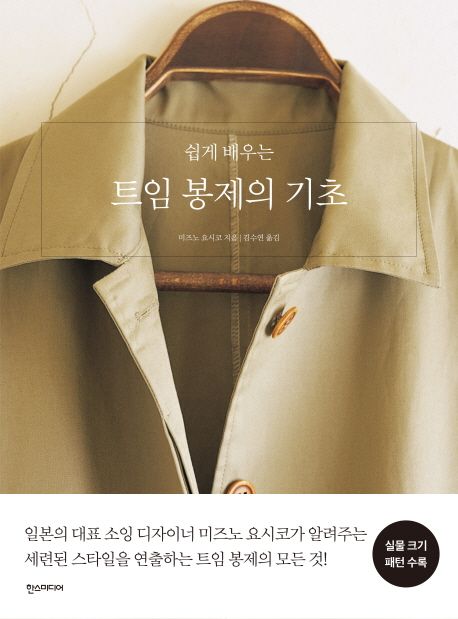 쉽게 배우는
트임 봉제의 기초
미즈노 요시코 지음 | 김수연 옮김
일본의 대표 소잉 디자이너 미즈노 요시코가 알려주는
세련된 스타일을 연출하는 트임 봉제의 모든 것!
실물 크기
패턴 수록
한스미디어